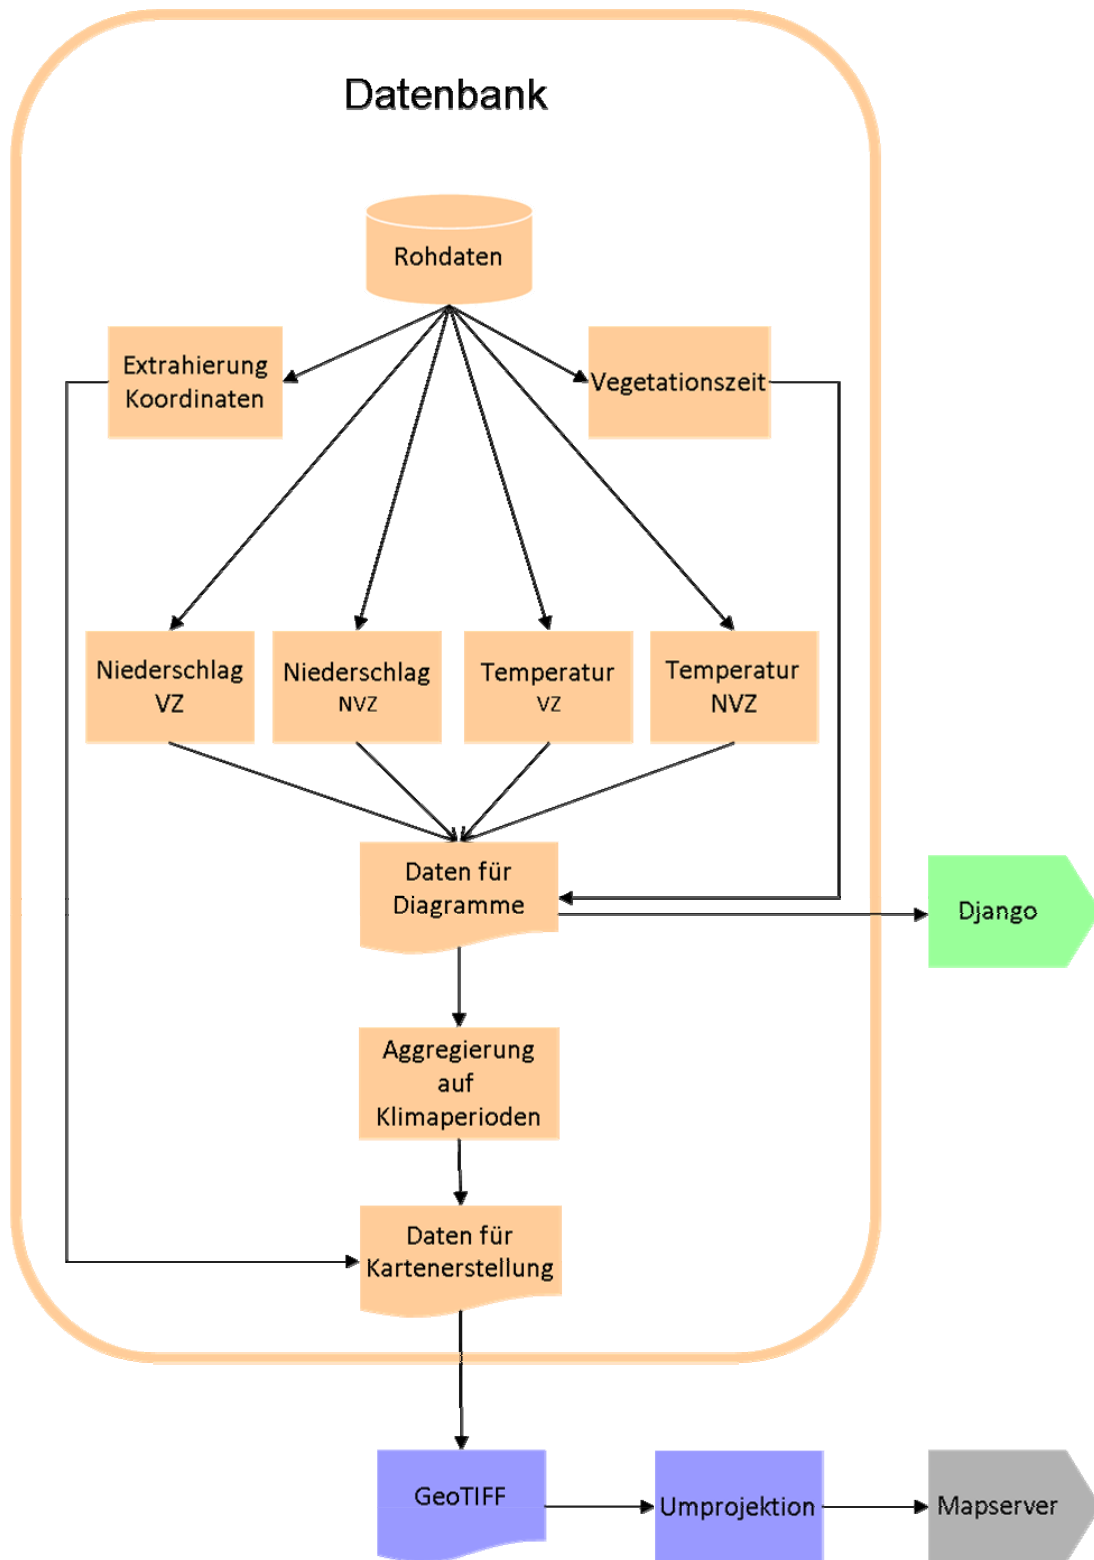 Datenbank
Rohdaten
Extrahierung
Koordinaten
Vegetationszeit
Niederschlag
VZ
Niederschlag
NVZ
Temperatur
VZ
Temperatur
NVZ
Daten für
Diagramme
Django
Aggregierung
auf
Klimaperioden
Daten für
Kartenerstellung
GeoTIFF
Umprojektion
Mapserver